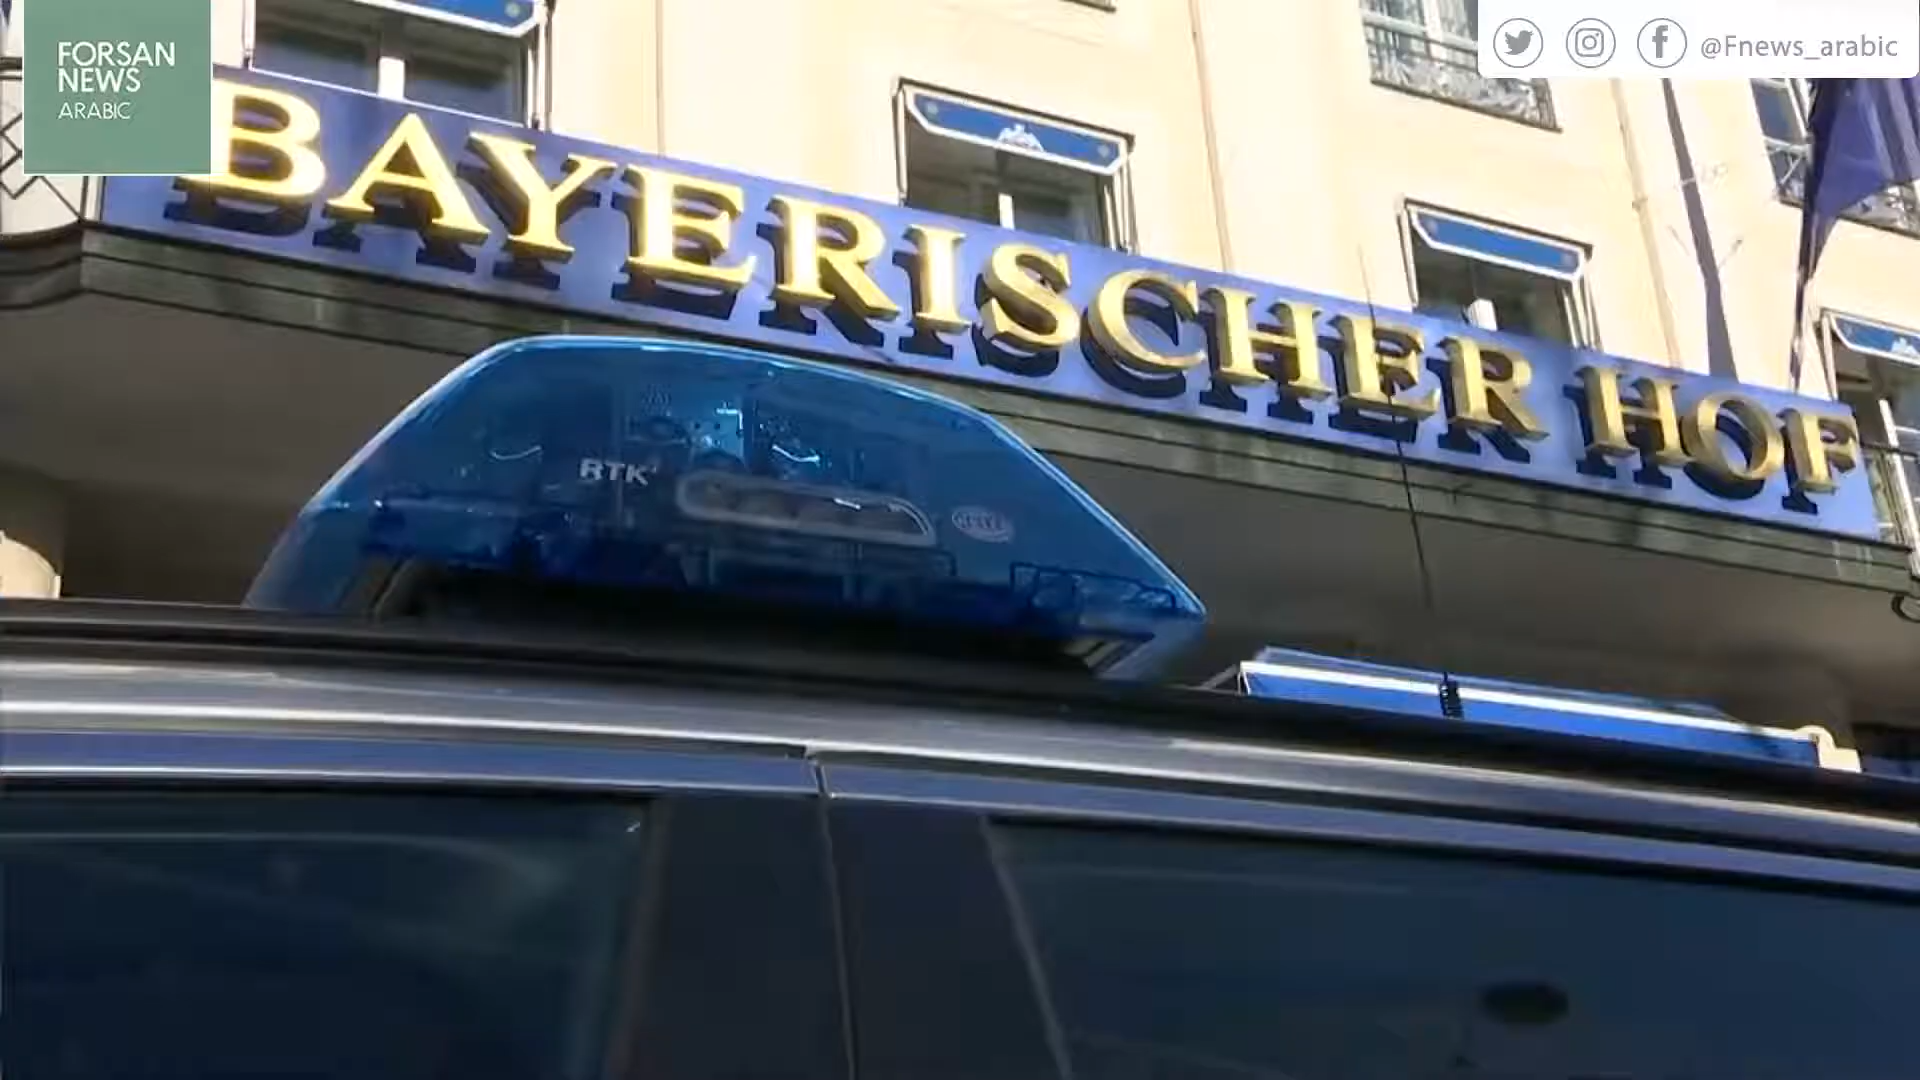 FORSAN
NEWS
ARABIC
@Fnews_arabic
BAYERISCHER HOF
RTK